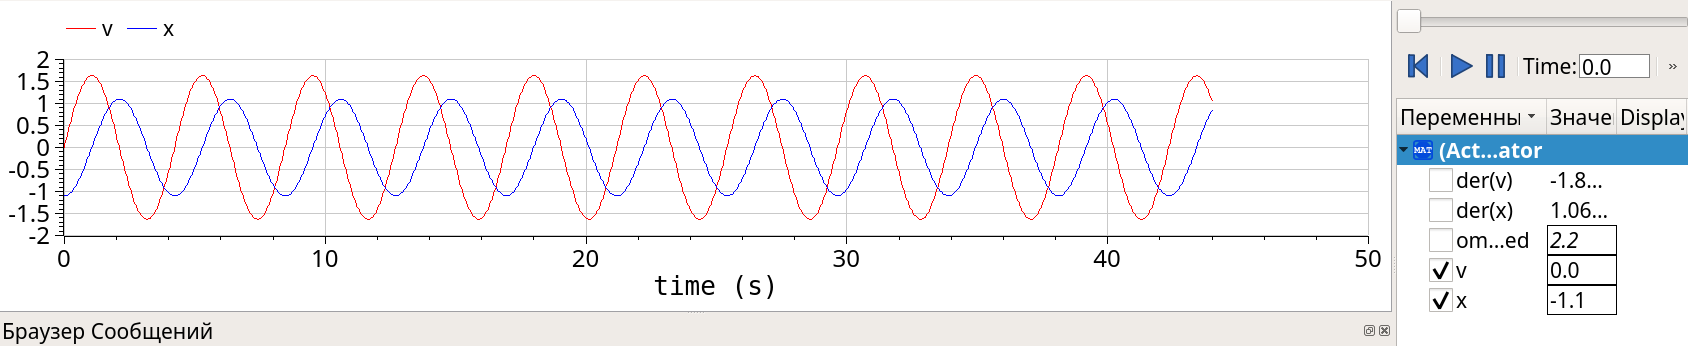 v x
2
1.5
1
0.5
0
-0.5
-1
-1.5
-2
0 10 20 30 40 50
time (s)
Time: 0.0 »
Переменны Значе Display
MAT (Act...ator
der(v) -1.8...
der(x) 1.06...
om...ed 2.2
v 0.0
x -1.1
Браузер Сообщений